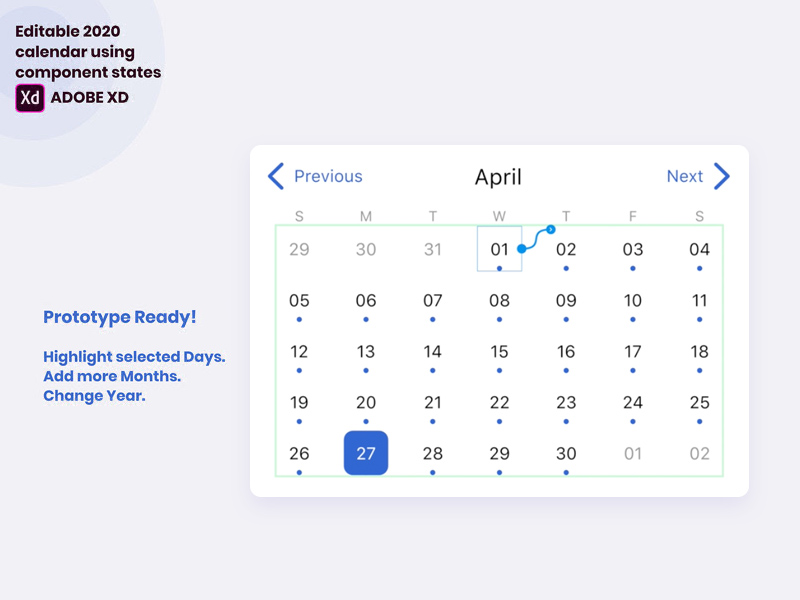 Editable 2020
calendar using
component states
Xd ADOBE XD
Previous
April
Next
S M T W T F S
29 30 31 01 02 03 04
05 06 07 08 09 10 11
12 13 14 15 16 17 18
19 20 21 22 23 24 25
26 27 28 29 30 01 02
Prototype Ready!
Highlight selected Days.
Add more Months.
Change Year.